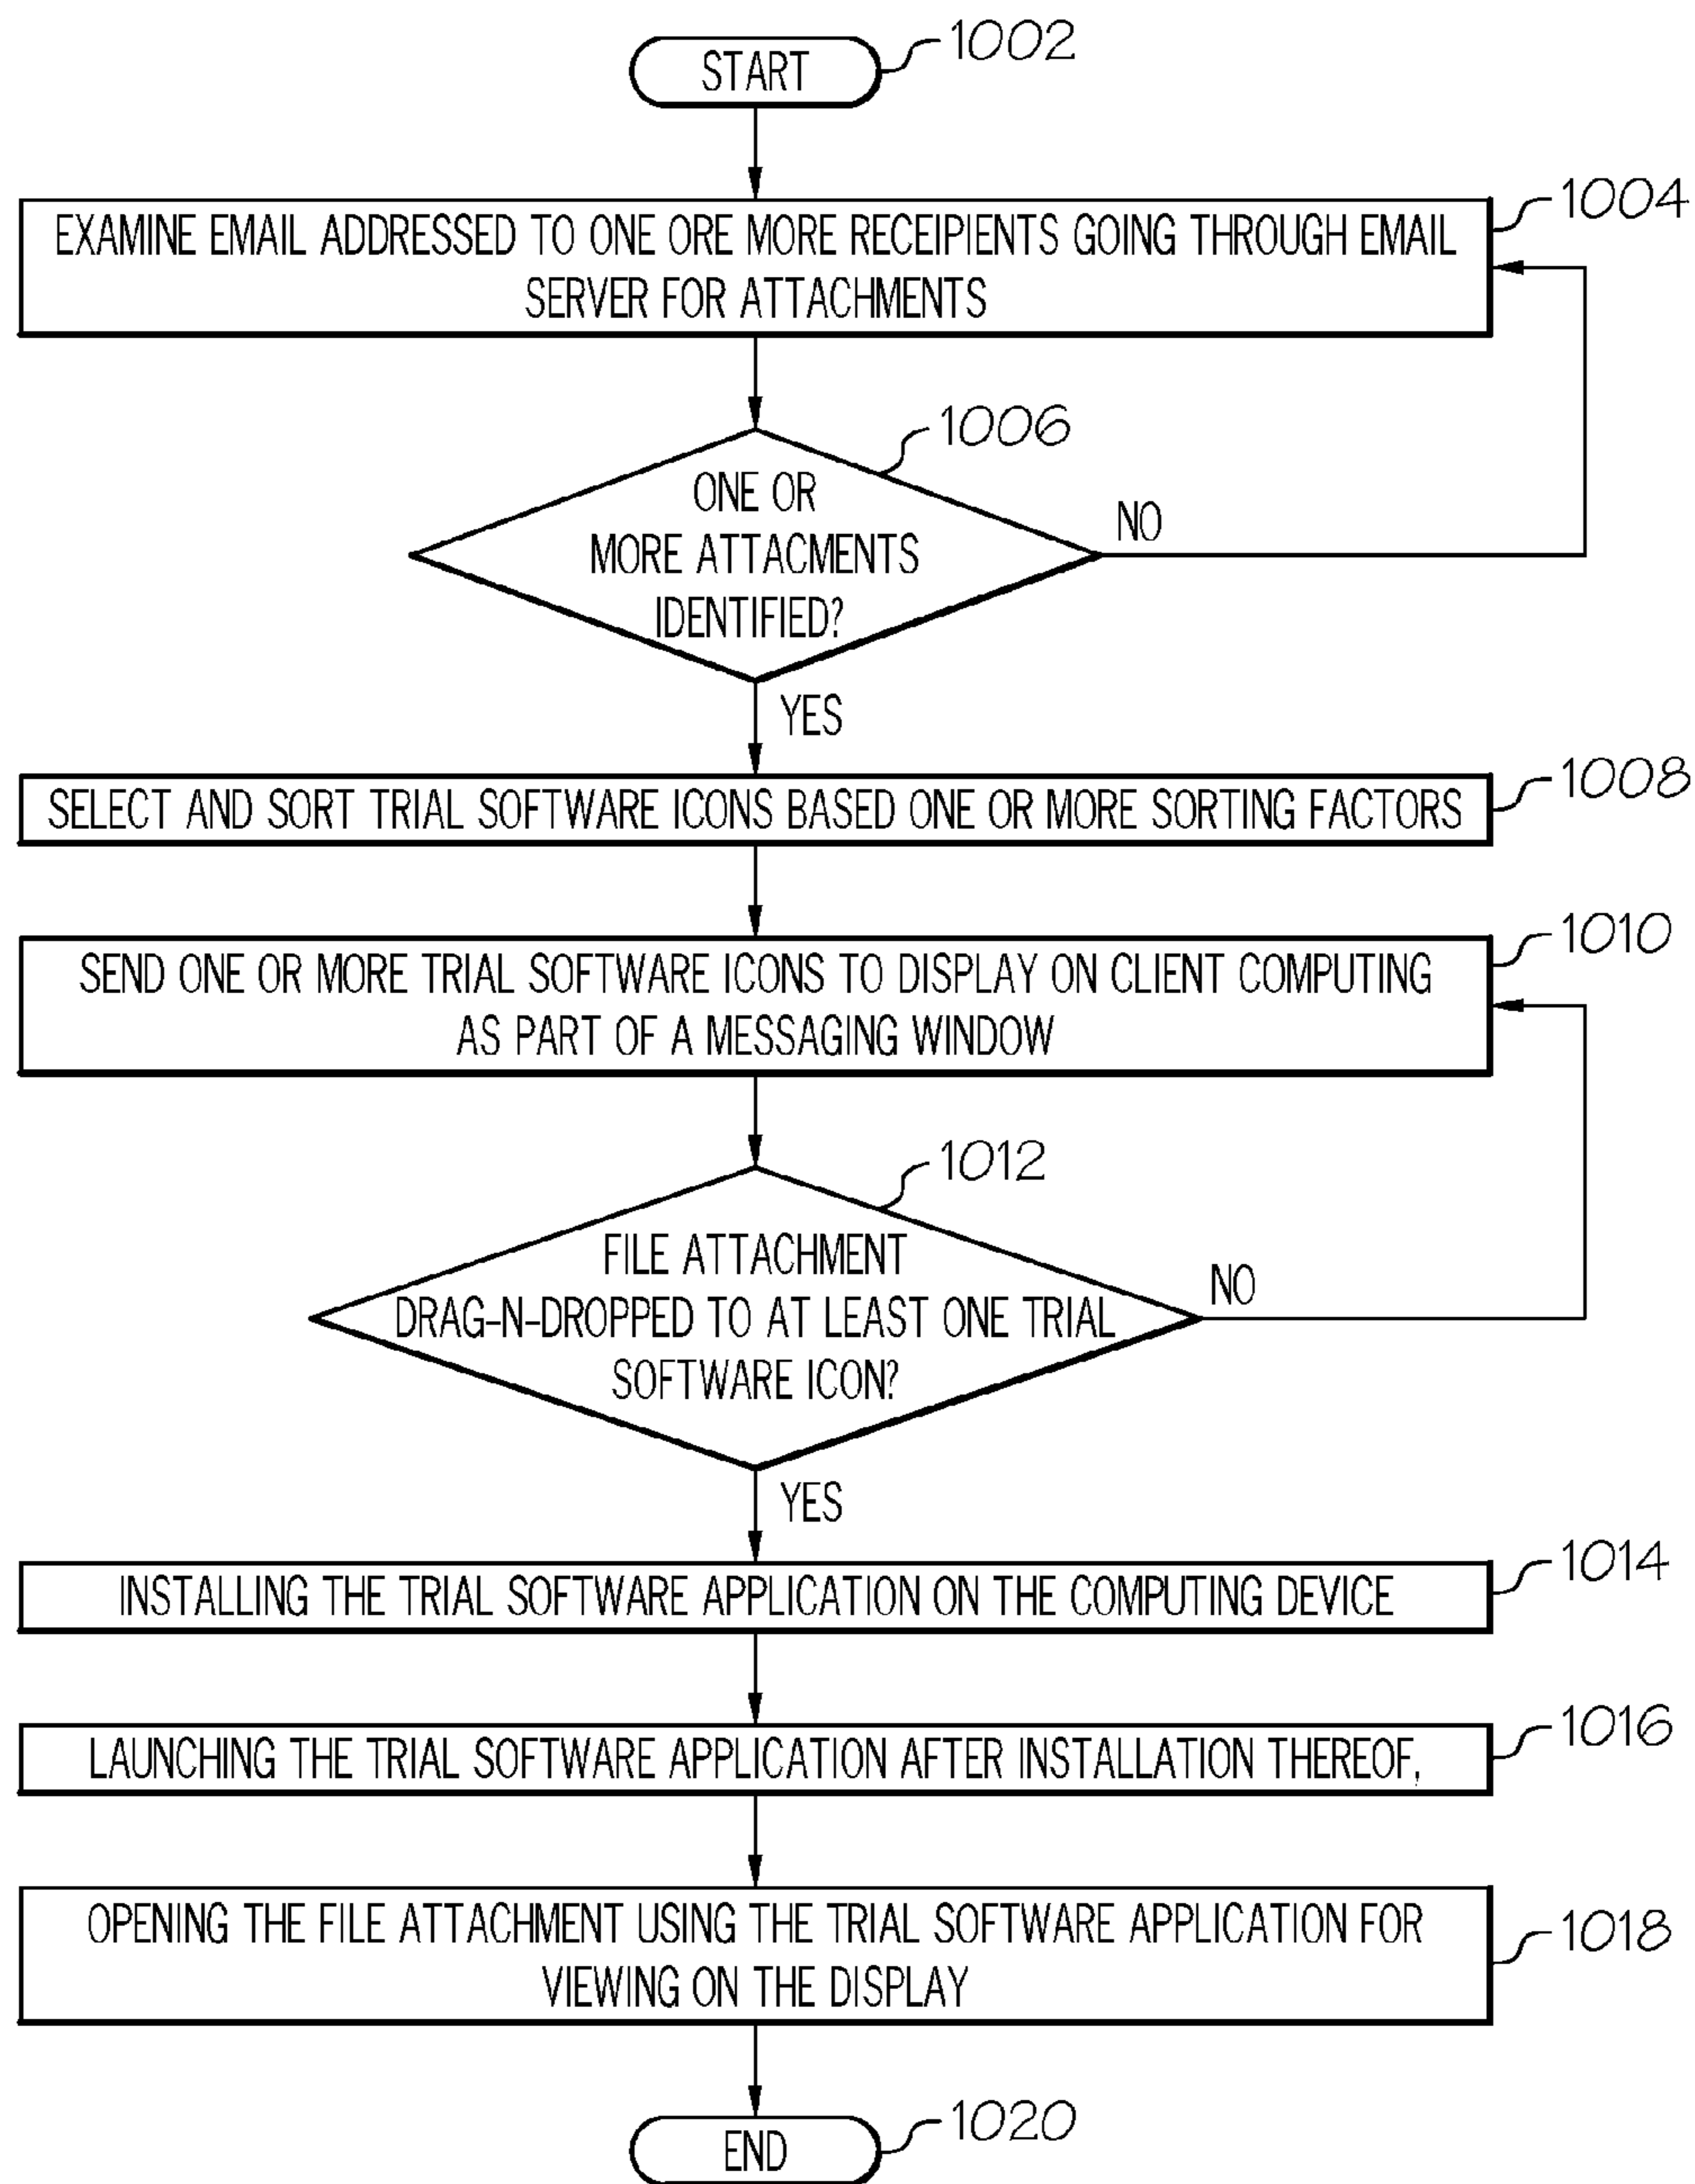 START
1002
EXAMINE EMAIL ADDRESSED TO ONE ORE MORE RECEIPIENTS GOING THROUGH EMAIL
SERVER FOR ATTACHMENTS
1004
1006
ONE OR
MORE ATTACMENTS
IDENTIFIED?
NO
YES
SELECT AND SORT TRIAL SOFTWARE ICONS BASED ONE OR MORE SORTING FACTORS
1008
SEND ONE OR MORE TRIAL SOFTWARE ICONS TO DISPLAY ON CLIENT COMPUTING
AS PART OF A MESSAGING WINDOW
1010
1012
FILE ATTACHMENT
DRAG-N-DROPPED TO AT LEAST ONE TRIAL
SOFTWARE ICON?
NO
YES
INSTALLING THE TRIAL SOFTWARE APPLICATION ON THE COMPUTING DEVICE
1014
LAUNCHING THE TRIAL SOFTWARE APPLICATION AFTER INSTALLATION THEREOF,
1016
OPENING THE FILE ATTACHMENT USING THE TRIAL SOFTWARE APPLICATION FOR
VIEWING ON THE DISPLAY
1018
END
1020